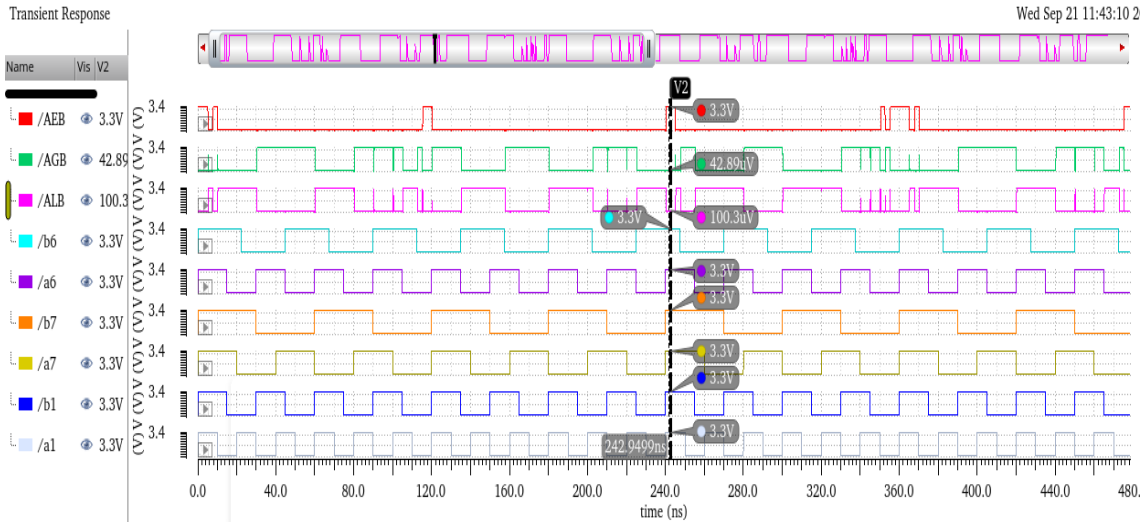 Transient Response
Wed Sep 21 11:43:10 2
Name Vis V2
/AEB 3.3V
/AGB 42.89
/ALB 100.3
/b6 3.3V
/a6 3.3V
/b7 3.3V
/a7 3.3V
/b1 3.3V
/a1 3.3V
V2
3.4 V (V)
3.3V
3.4 V (V)
42.89uV
3.4 V (V)
3.3V
100.3uV
3.4 V (V)
3.4 V (V)
3.3V
3.3V
3.4 V (V)
3.4 V (V)
3.3V
3.3V
3.4 V (V)
3.4 V (V)
3.3V
242.9499ns
0.0 40.0 80.0 120.0 160.0 200.0 240.0 280.0 320.0 360.0 400.0 440.0 480.
time (ns)